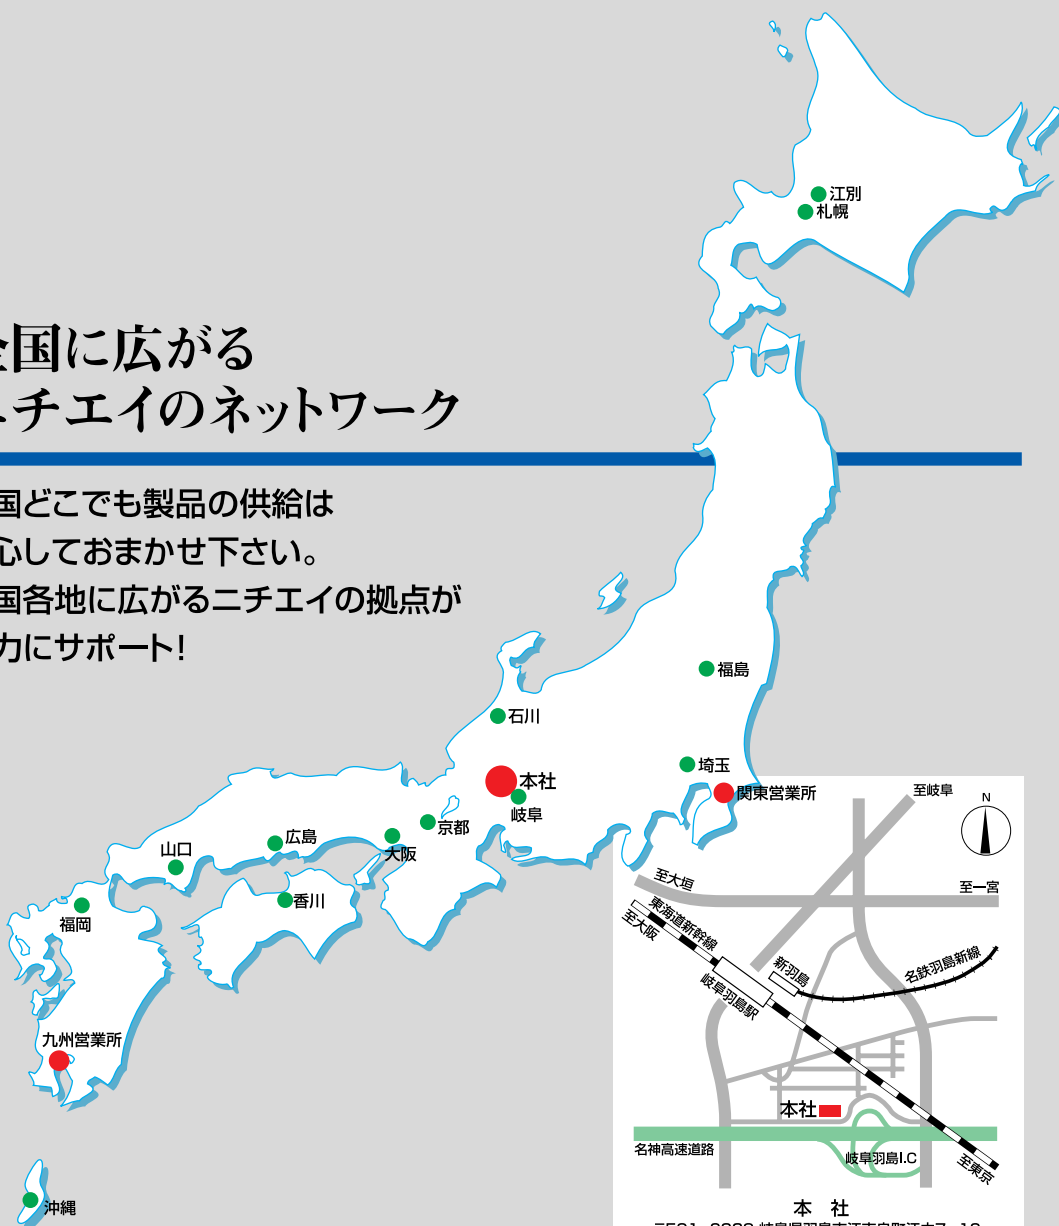 全国に広がる
ニチエイのネットワーク
国どこでも製品の供給は
心しておまかせ下さい。
国各地に広がるニチエイの拠点が
力にサポート!
江別
札幌
福島
石川
埼玉
本社
関東営業所
岐阜
京都
広島
大阪
山口
香川
福岡
九州営業所
沖縄
至岐阜
N
至大垣
至一宮
東海道新幹線
至大阪
新羽島
名鉄羽島新線
岐阜羽島駅
本社
名神高速道路
岐阜羽島I.C
至東京
本 社